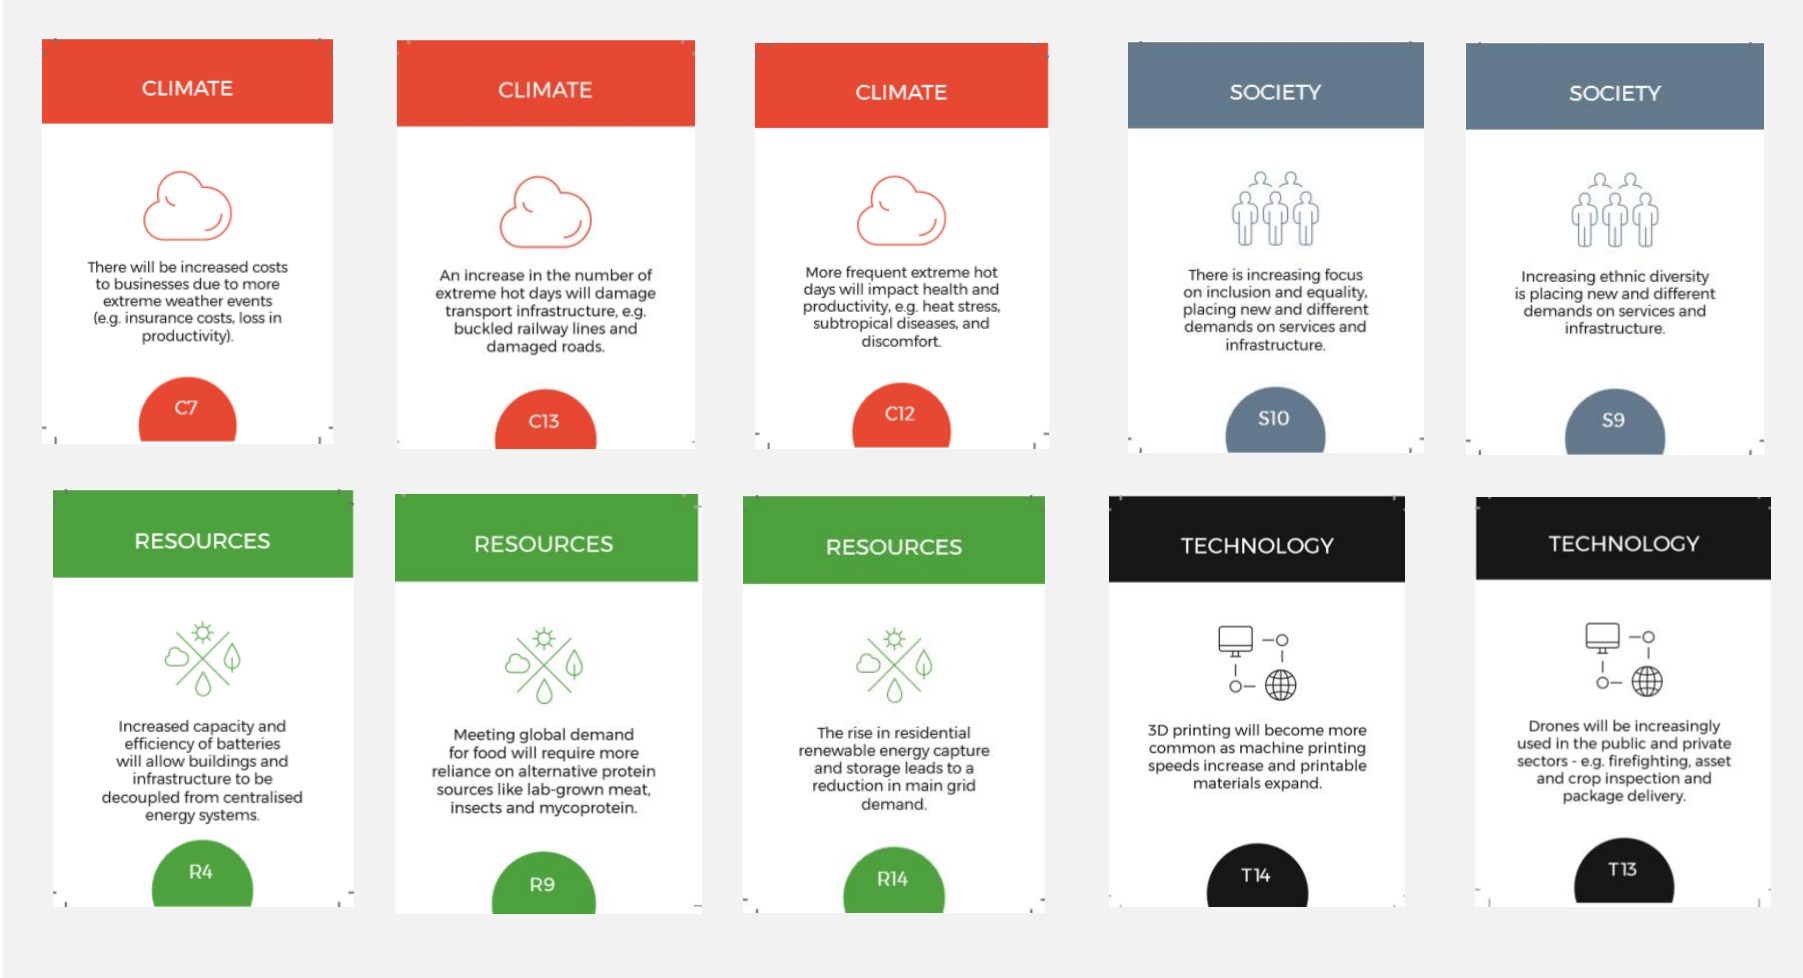 CLIMATE
There will be increased costs
to businesses due to more
extreme weather events
(e.g. insurance costs, loss in
productivity).
C7
CLIMATE
An increase in the number of
extreme hot days will damage
transport infrastructure, e.g.
buckled railway lines and
damaged roads.
C13
CLIMATE
More frequent extreme hot
days will impact health and
productivity, e.g. heat stress,
subtropical diseases, and
discomfort.
C12
SOCIETY
There is increasing focus
on inclusion and equality,
placing new and different
demands on services and
infrastructure.
S10
SOCIETY
Increasing ethnic diversity
is placing new and different
demands on services and
infrastructure.
S9
RESOURCES
Increased capacity and
efficiency of batteries
will allow buildings and
infrastructure to be
decoupled from centralised
energy systems.
R4
RESOURCES
Meeting global demand
for food will require more
reliance on alternative protein
sources like lab-grown meat,
insects and mycoprotein.
R9
RESOURCES
The rise in residential
renewable energy capture
and storage leads to a
reduction in main grid
demand.
R14
TECHNOLOGY
3D printing will become more
common as machine printing
speeds increase and printable
materials expand.
T14
TECHNOLOGY
Drones will be increasingly
used in the public and private
sectors - e.g. firefighting, asset
and crop inspection and
package delivery.
T13